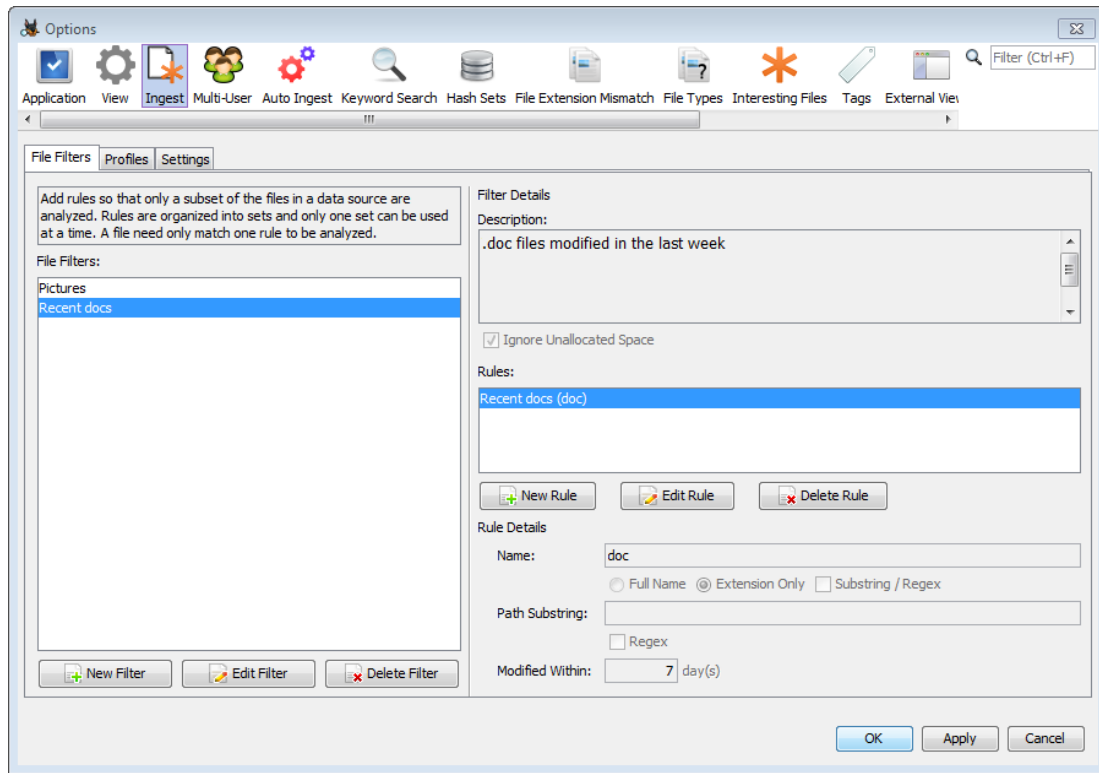 Options
Filter (Ctrl+F)
Application View Ingest Multi-User Auto Ingest Keyword Search Hash Sets File Extension Mismatch File Types Interesting Files Tags External View
File Filters Profiles Settings
Add rules so that only a subset of the files in a data source are
analyzed. Rules are organized into sets and only one set can be used
at a time. A file need only match one rule to be analyzed.
File Filters:
Pictures
Recent docs
New Filter Edit Filter Delete Filter
Filter Details
Description:
.doc files modified in the last week
Ignore Unallocated Space
Rules:
Recent docs (doc)
New Rule Edit Rule Delete Rule
Rule Details
Name: doc
Full Name Extension Only Substring / Regex
Path Substring:
Regex
Modified Within: 7 day(s)
OK Apply Cancel